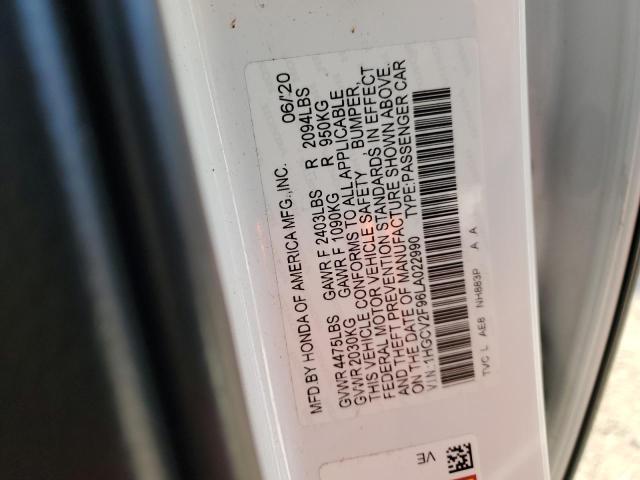 MFD.BY HONDA OF AMERICA MFG.,INC. 06/'20
GVWR 4475LBS GAWR F 2403LBS R 2094LBS
GVWR 2030KG GAWR F 1090KG R 950KG
THIS VEHICLE CONFORMS TO ALL APPLICABLE
FEDERAL MOTOR VEHICLE SAFETY BUMPER,
AND THEFT PREVENTION STANDARDS IN EFFECT
ON THE DATE OF MANUFACTURE SHOWN ABOVE.
V.I.N.:1HGCV2F96LA022990 TYPE:PASSENGER CAR
TVC L AE8 NH883P A A
VE